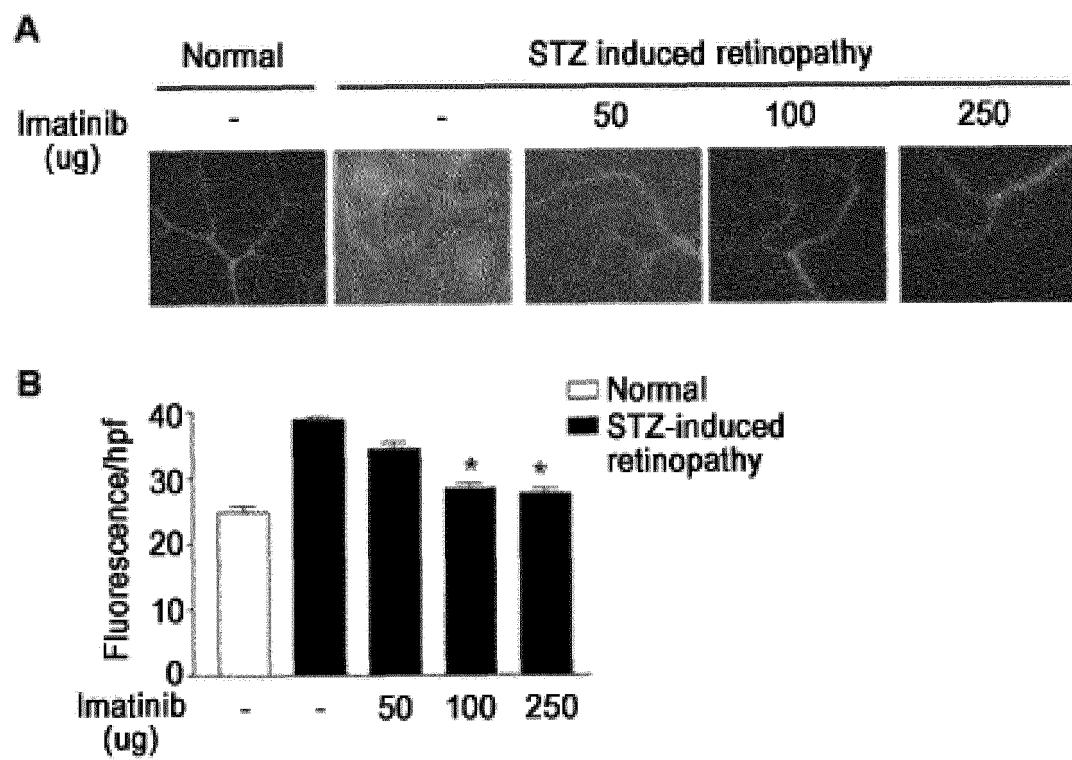 A
Normal
STZ induced retinopathy
Imatinib
(ug)
-
-
50
100
250
B
Fluorescence/hpf
40
30
20
10
0
*
*
Normal
STZ-induced
retinopathy
Imatinib
(ug)
-
-
50
100
250